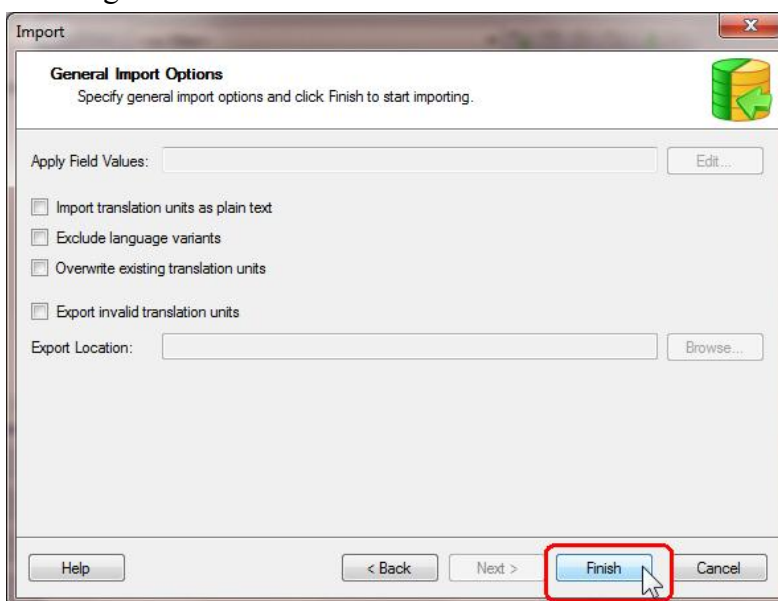 Import
General Import Options
Specify general import options and click Finish to start importing.
Apply Field Values:
Edit...
Import translation units as plain text
Exclude language variants
Overwrite existing translation units
Export invalid translation units
Export Location:
Browse...
Help
< Back
Next >
Finish
Cancel